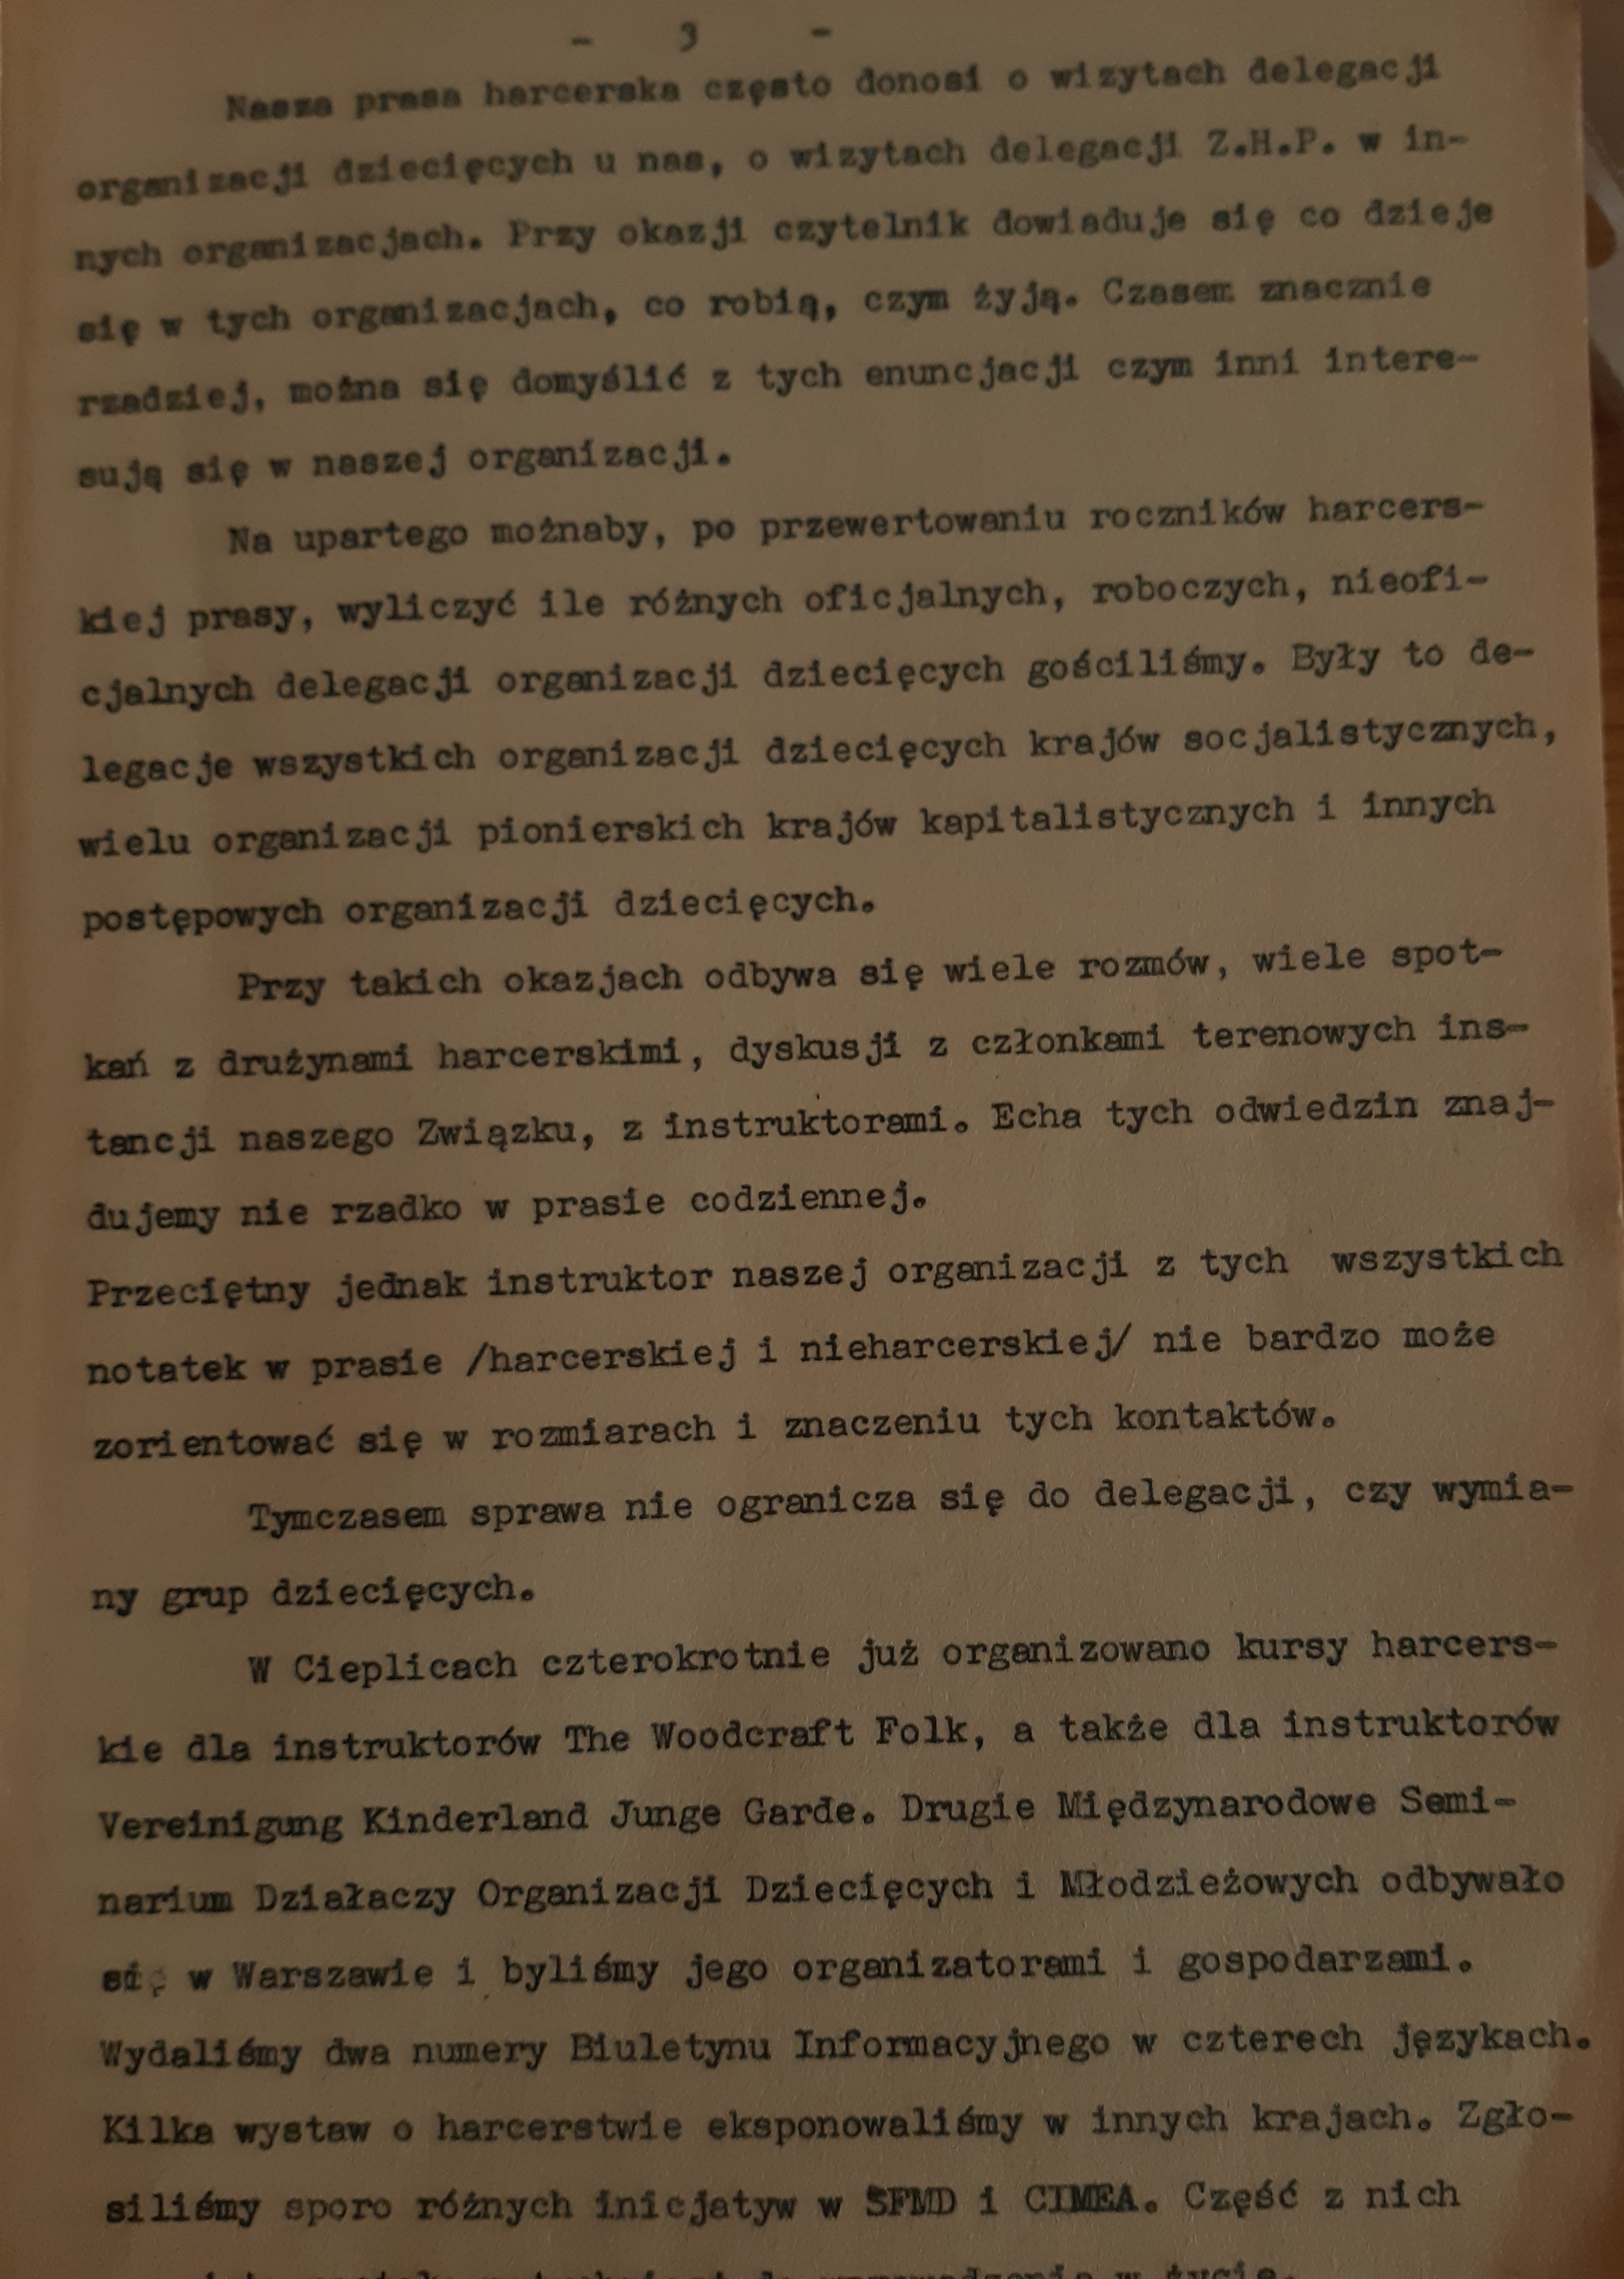 - 3 -
Nasza prasa harcerska często donosi o wizytach delegacji
organizacji dziecięcych u nas, o wizytach delegacji Z.H.P. w in-
nych organizacjach. Przy okazji czytelnik dowiaduje się co dzieje
się w tych organizacjach, co robią, czym żyją. Czasem znacznie
rzadziej, można się domyślić z tych enuncjacji czym inni intere-
sują się w naszej organizacji.
Na upartego możnaby, po przewertowaniu roczników harcers-
kiej prasy, wyliczyć ile różnych oficjalnych, roboczych, nieofi-
cjalnych delegacji organizacji dziecięcych gościliśmy. Były to de-
legacje wszystkich organizacji dziecięcych krajów socjalistycznych,
wielu organizacji pionierskich krajów kapitalistycznych i innych
postępowych organizacji dziecięcych.
Przy takich okazjach odbywa się wiele rozmów, wiele spot-
kań z drużynami harcerskimi, dyskusji z członkami terenowych ins-
tancji naszego Związku, z instruktorami. Echa tych odwiedzin znaj-
dujemy nie rzadko w prasie codziennej.
Przeciętny jednak instruktor naszej organizacji z tych wszystkich
notatek w prasie /harcerskiej i nieharcerskiej/ nie bardzo może
zorientować się w rozmiarach i znaczeniu tych kontaktów.
Tymczasem sprawa nie ogranicza się do delegacji, czy wymia-
ny grup dziecięcych.
W Cieplicach czterokrotnie już organizowano kursy harcers-
kie dla instruktorów The Woodcraft Folk, a także dla instruktorów
Vereinigung Kinderland Junge Garde. Drugie Międzynarodowe Semi-
narium Działaczy Organizacji Dziecięcych i Młodzieżowych odbywało
się w Warszawie i byliśmy jego organizatorami i gospodarzami.
Wydaliśmy dwa numery Biuletynu Informacyjnego w czterech językach.
Kilka wystaw o harcerstwie eksponowaliśmy w innych krajach. Zgło-
siliśmy sporo różnych inicjatyw w SFMD i CIMEA. Część z nich
w życie.